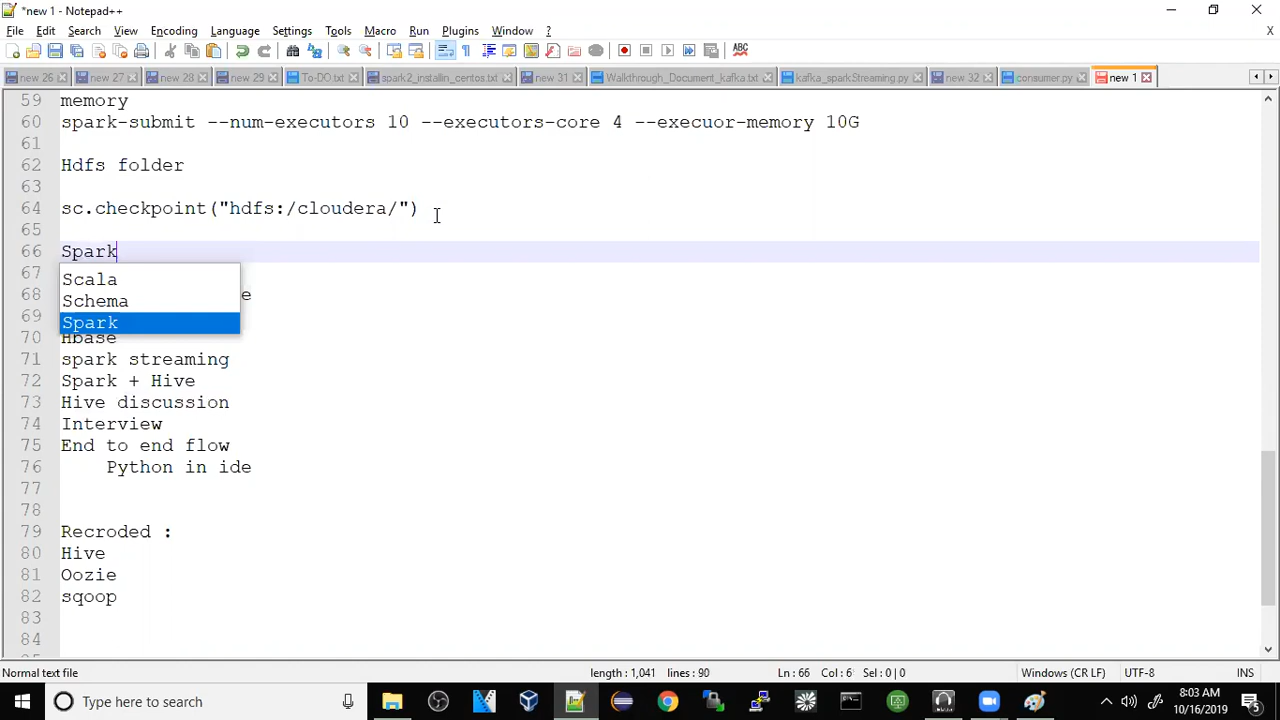 *new 1 - Notepad++
File Edit Search View Encoding Language Settings Tools Macro Run Plugins Window ?
X
new 26 new 27 new 28 new 29 To-DO.txt new 31 Walkthrough_Document_kafka.txt kafka_sparkStreaming.py new 32 consumer.py new 1
59 memory
60 spark-submit --num-executors 10 --executors-core 4 --execuor-memory 10G
61
62 Hdfs folder
63
64 sc.checkpoint("hdfs:/cloudera/")
65
66 Spark
67
Scala
68 e
Schema
69
Spark
70 Hbase
71 spark streaming
72 Spark + Hive
73 Hive discussion
74 Interview
75 End to end flow
76 Python in ide
77
78
79 Recroded :
80 Hive
81 Oozie
82 sqoop
83
84
Normal text file length : 1,041 lines : 90 Ln : 66 Col : 6 Sel : 0 | 0 Windows (CR LF) UTF-8 INS
Type here to search
8:03 AM
10/16/2019
5